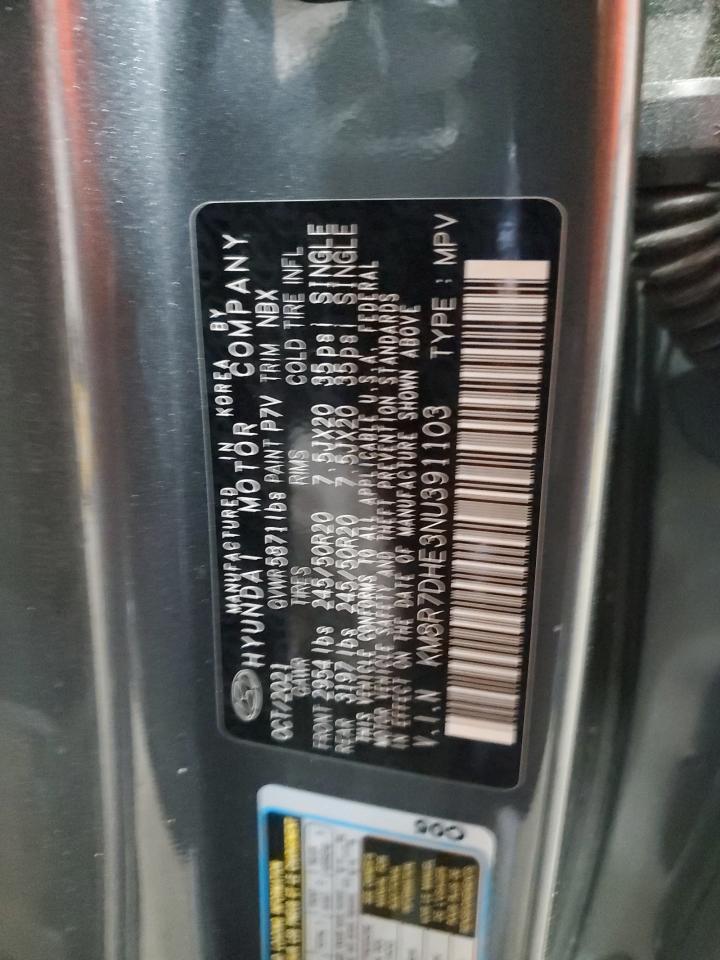 MANUFACTURED IN KOREA BY
HYUNDAI MOTOR COMPANY
OCT/2021 GVWR 5871 lbs PAINT P7V TRIM NBX
GAWR TIRES RIMS COLD TIRE INFL
FRONT 2954 lbs 245/50R20 7.5JX20 35psi SINGLE
REAR 3197 lbs 245/50R20 7.5JX20 35psi SINGLE
THIS VEHICLE CONFORMS TO ALL APPLICABLE U.S.A. FEDERAL
MOTOR VEHICLE SAFETY AND THEFT PREVENTION STANDARDS
IN EFFECT ON THE DATE OF MANUFACTURE SHOWN ABOVE
V.I.N KM8R7DHE3NU391103 TYPE : MPV